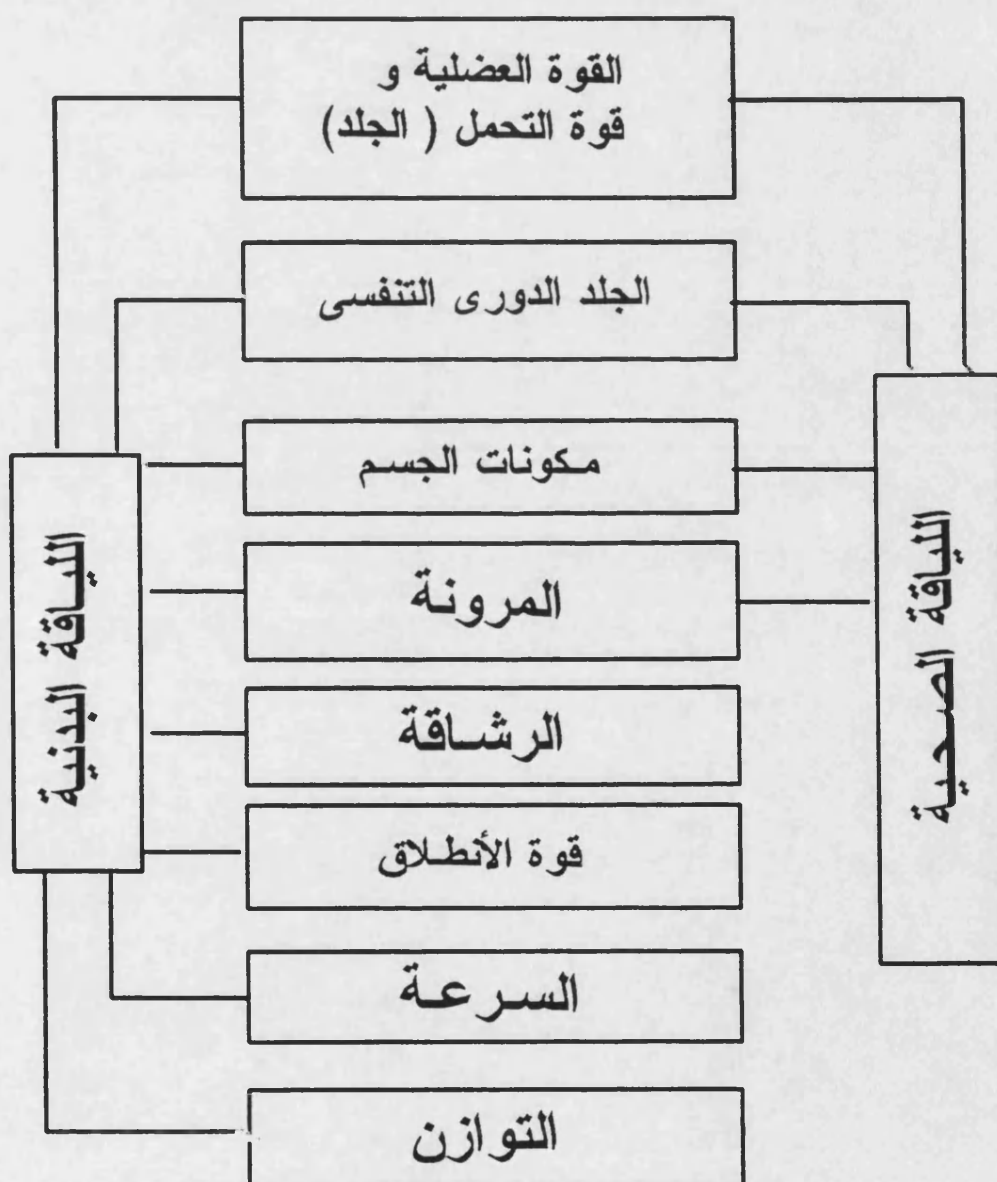 القوة العضلية و
قوة التحمل ( الجلد)
الجلد الدورى التنفسى
مكونات الجسم
المرونة
الرشاقة
قوة الأنطلاق
السرعة
التوازن
اللياقة الصحية
اللياقة البدنية